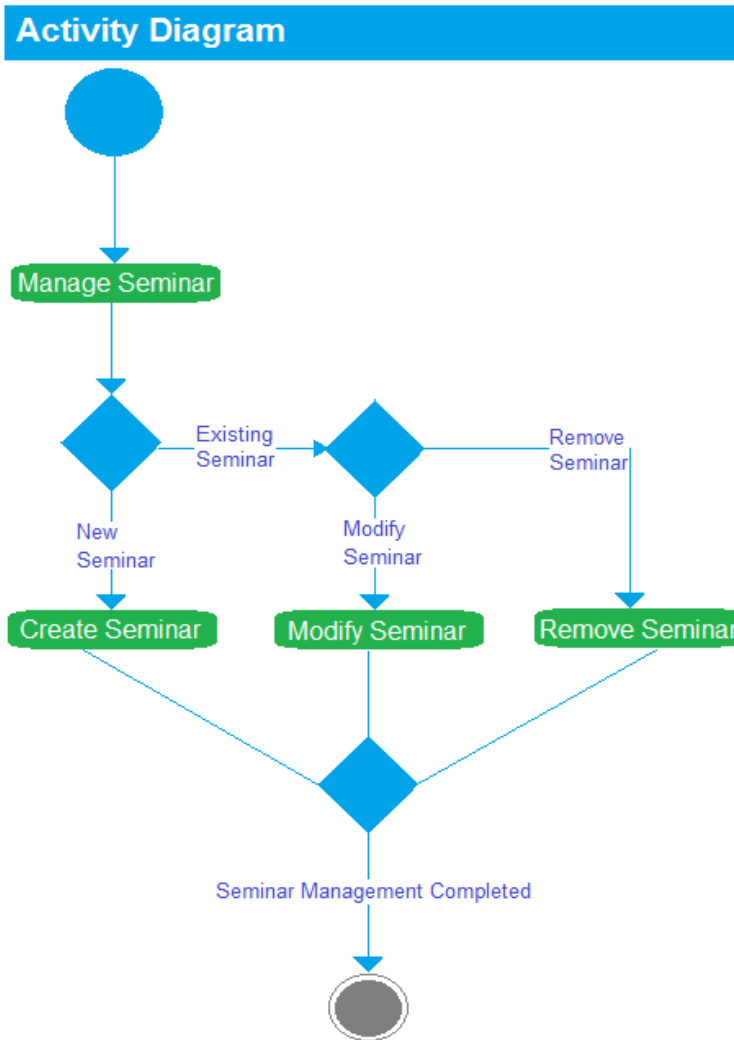 Activity Diagram
Manage Seminar
Existing
Seminar
Remove
Seminar
New
Seminar
Modify
Seminar
Create Seminar
Modify Seminar
Remove Seminar
Seminar Management Completed